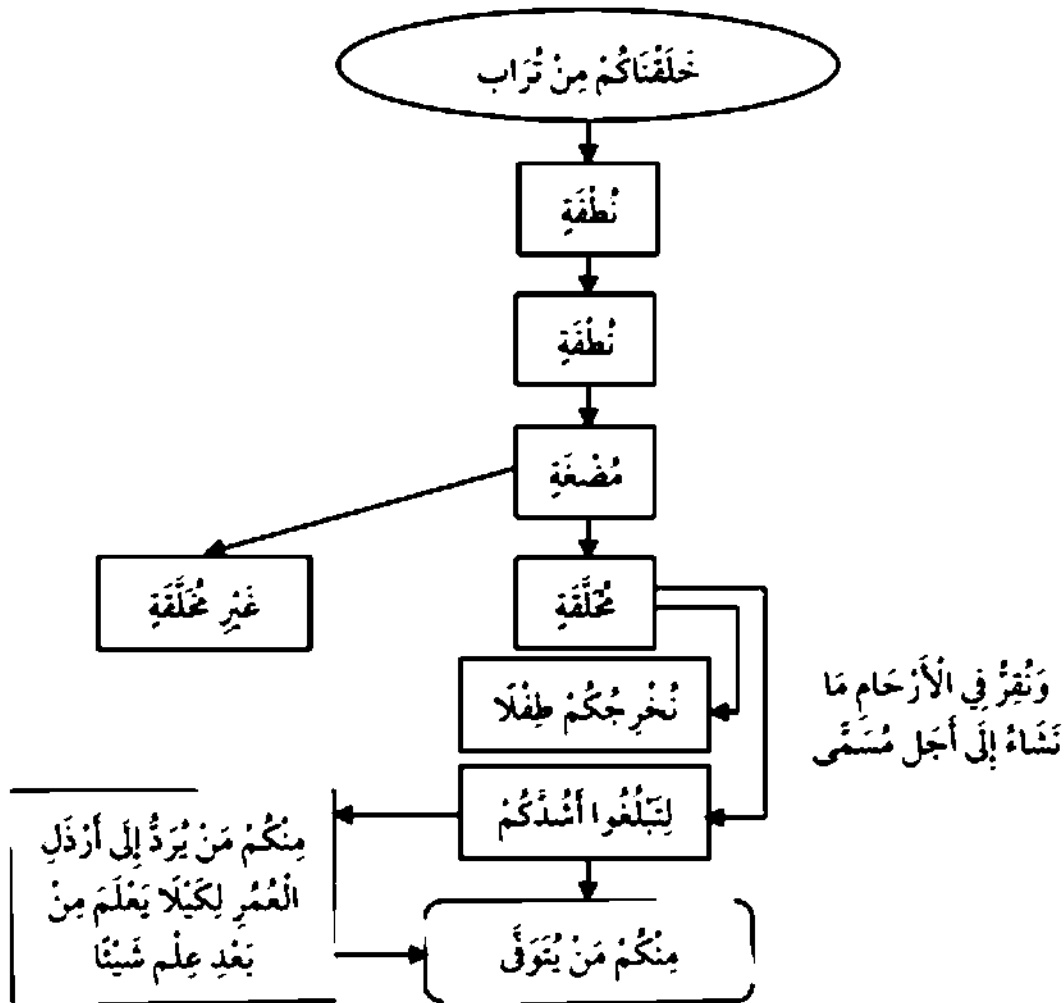 خَلَقْنَاكُمْ مِنْ تُرَاب
نُطْفَةٍ
نُطْفَةٍ
مُضْغَةٍ
مُخَلَّقَةٍ
غَيْرِ مُخَلَّقَةٍ
نُخْرِجُكُمْ طِفْلًا
وَنُقِرُّ فِي الْأَرْحَامِ مَا
نَشَاءُ إِلَى أَجَل مُسَمًّى
لِتَبْلُغُوا أَشُدَّكُمْ
مِنْكُمْ مَنْ يُرَدُّ إِلَى أَرْذَلِ
الْعُمُرِ لِكَيْلَا يَعْلَمَ مِنْ
بَعْدِ عِلْم شَيْئًا
مِنْكُمْ مَنْ يُتَوَفَّى